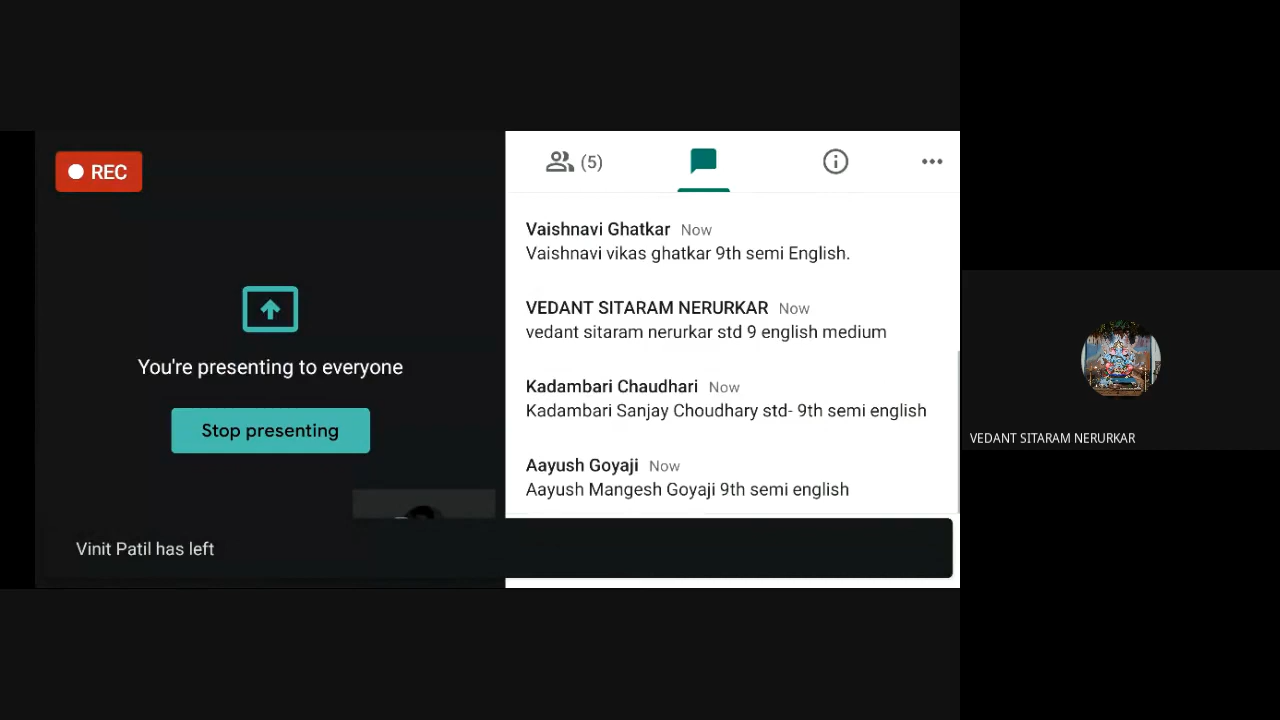 REC
You're presenting to everyone
Stop presenting
Vinit Patil has left
(5)
Vaishnavi Ghatkar Now
Vaishnavi vikas ghatkar 9th semi English.
VEDANT SITARAM NERURKAR Now
vedant sitaram nerurkar std 9 english medium
Kadambari Chaudhari Now
Kadambari Sanjay Choudhary std- 9th semi english
Aayush Goyaji Now
Aayush Mangesh Goyaji 9th semi english
VEDANT SITARAM NERURKAR